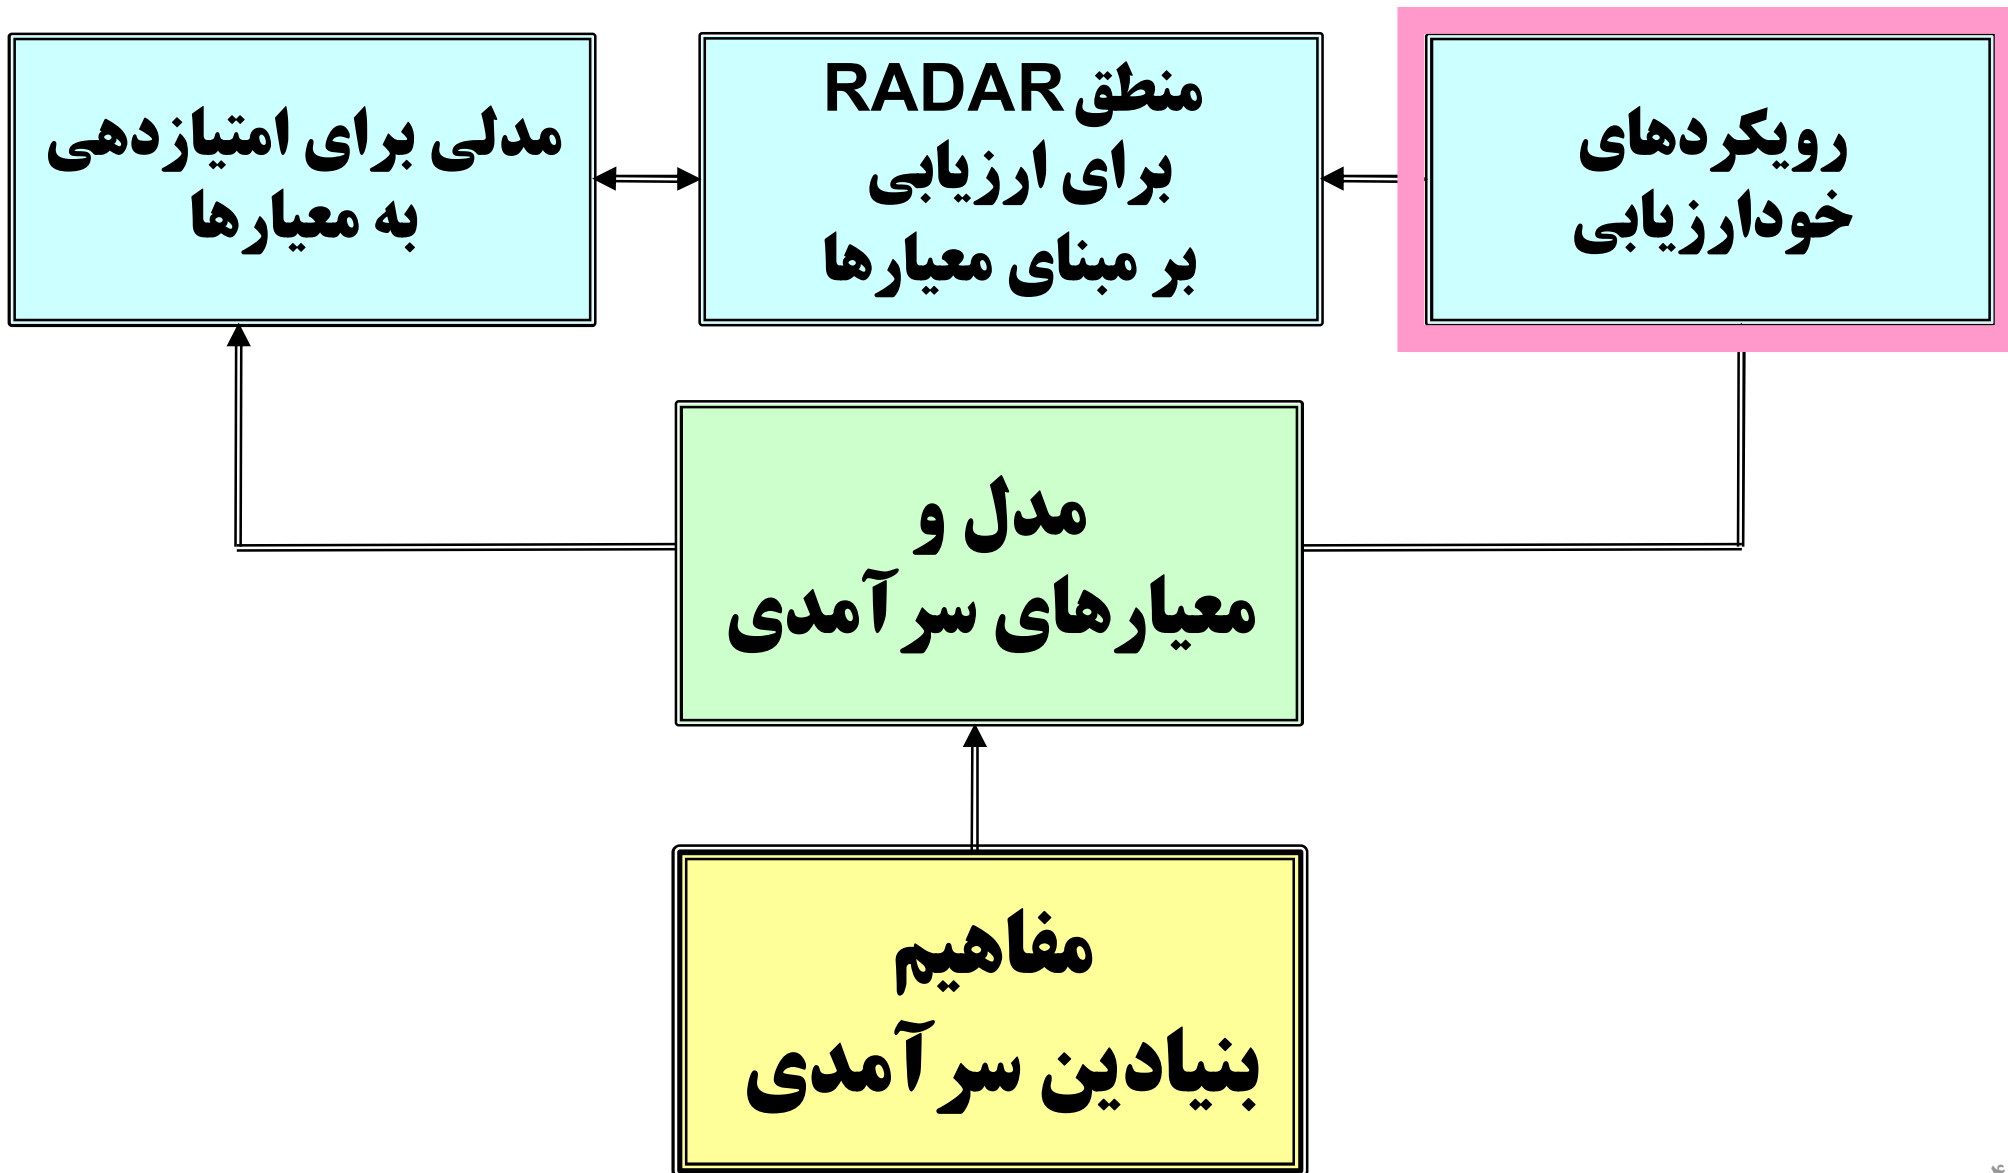 رویکردهای
خودارزیابی
منطق RADAR
برای ارزیابی
بر مبنای معیارها
مدلی برای امتیازدهی
به معیارها
مدل و
معیارهای سرآمدی
مفاهیم
بنیادین سرآمدی